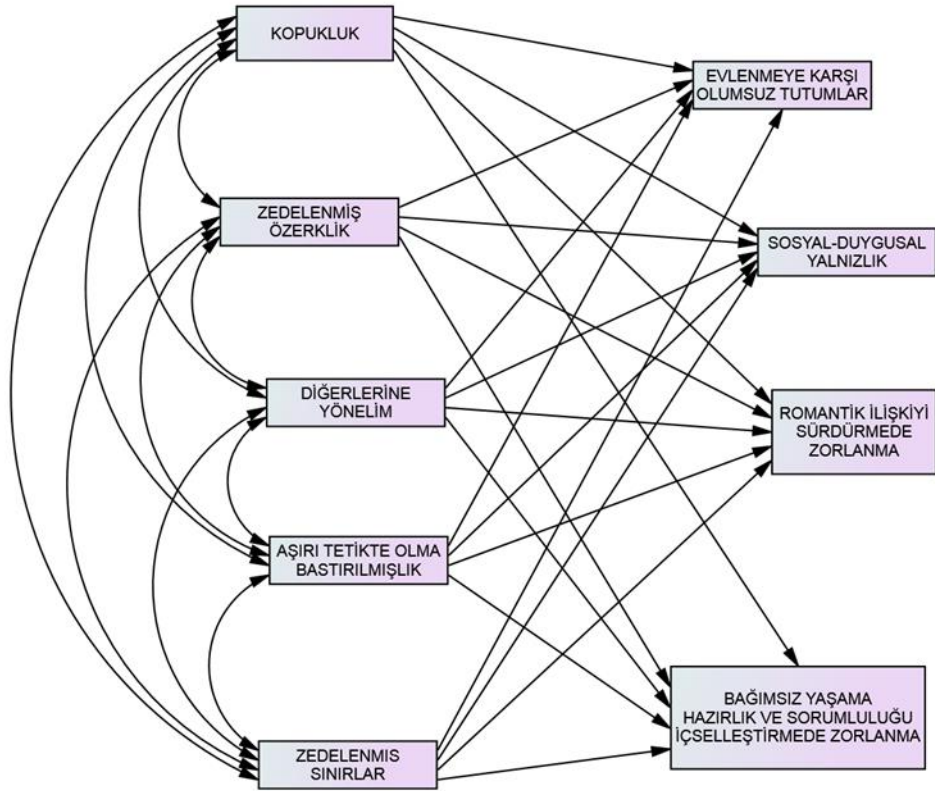 KOPUKLUK
EVLENMEYE KARŞI
OLUMSUZ TUTUMLAR
ZEDELENMİŞ
ÖZERKLİK
SOSYAL-DUYGUSAL
YALNIZLIK
DİĞERLERİNE
YÖNELİM
ROMANTİK İLİŞKİYİ
SÜRDÜRMEDE
ZORLANMA
AŞIRI TETİKTE OLMA
BASTIRILMIŞLIK
BAĞIMSIZ YAŞAMA
HAZIRLIK VE SORUMLULUĞU
İÇSELLEŞTİRMEDE ZORLANMA
ZEDELENMIS
SINIRLAR